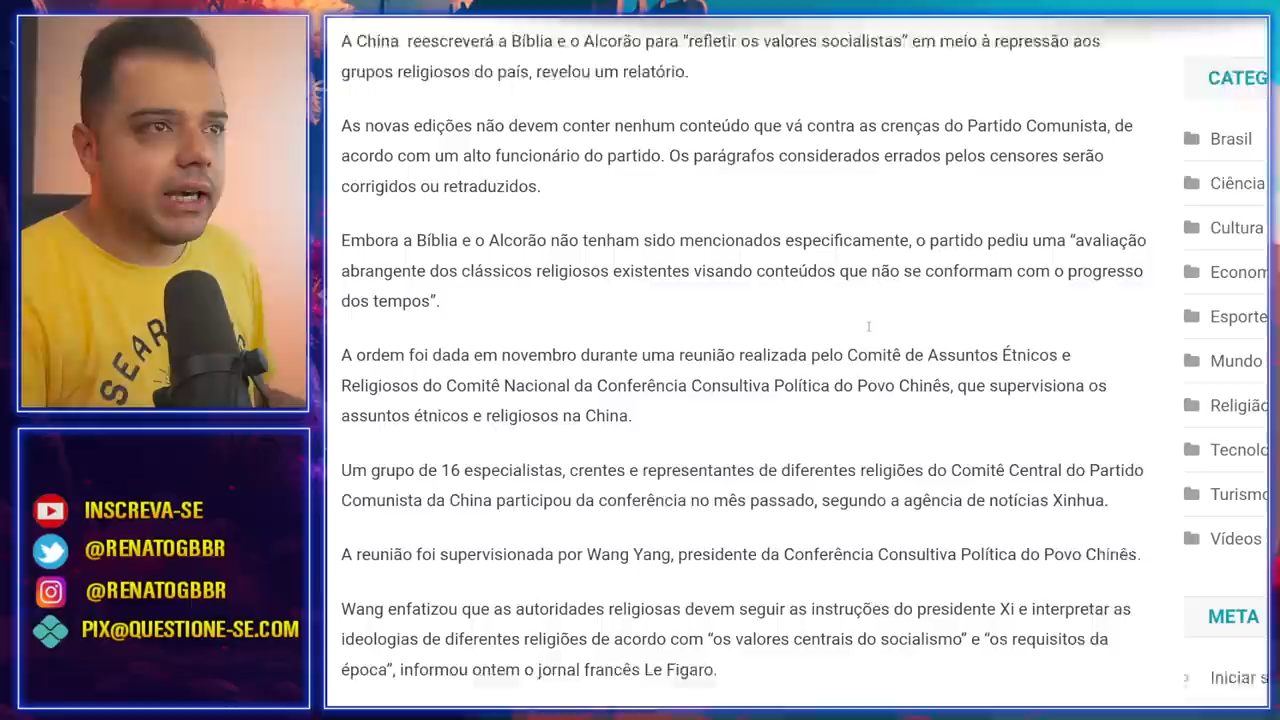 A China reescreverá a Bíblia e o Alcorão para “refletir os valores socialistas” em meio à repressão aos
grupos religiosos do país, revelou um relatório.
As novas edições não devem conter nenhum conteúdo que vá contra as crenças do Partido Comunista, de
acordo com um alto funcionário do partido. Os parágrafos considerados errados pelos censores serão
corrigidos ou retraduzidos.
Embora a Bíblia e o Alcorão não tenham sido mencionados especificamente, o partido pediu uma “avaliação
abrangente dos clássicos religiosos existentes visando conteúdos que não se conformam com o progresso
dos tempos”.
A ordem foi dada em novembro durante uma reunião realizada pelo Comitê de Assuntos Étnicos e
Religiosos do Comitê Nacional da Conferência Consultiva Política do Povo Chinês, que supervisiona os
assuntos étnicos e religiosos na China.
Um grupo de 16 especialistas, crentes e representantes de diferentes religiões do Comitê Central do Partido
Comunista da China participou da conferência no mês passado, segundo a agência de notícias Xinhua.
A reunião foi supervisionada por Wang Yang, presidente da Conferência Consultiva Política do Povo Chinês.
Wang enfatizou que as autoridades religiosas devem seguir as instruções do presidente Xi e interpretar as
ideologias de diferentes religiões de acordo com “os valores centrais do socialismo” e “os requisitos da
época”, informou ontem o jornal francês Le Figaro.
CATEG
Brasil
Ciência
Cultura
Econom
Esporte
Mundo
Religião
Tecnolo
Turismo
Vídeos
META
Iniciar s
SEAR
INSCREVA-SE
@RENATOGBBR
@RENATOGBBR
PIX@QUESTIONE-SE.COM